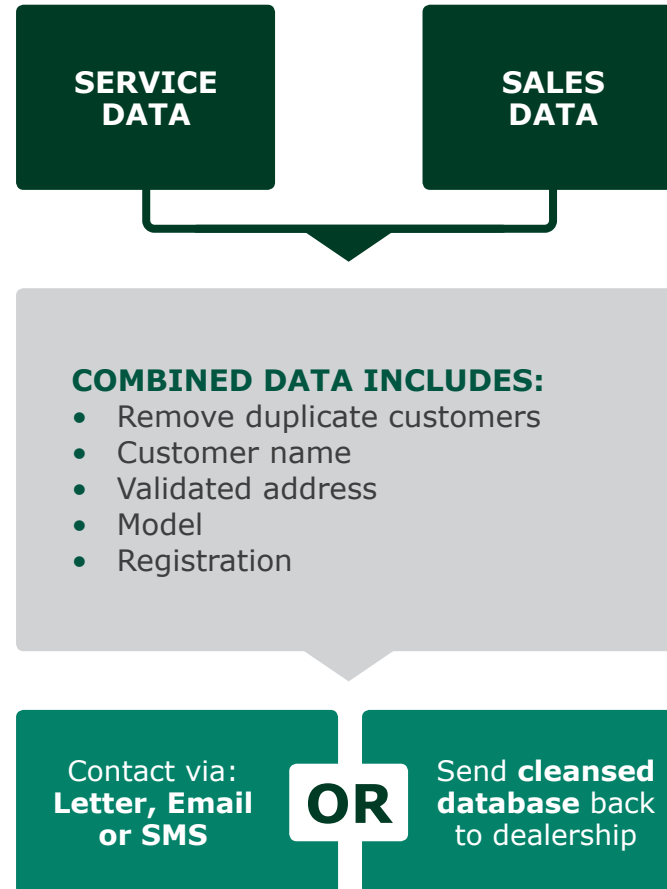 SERVICE
DATA
SALES
DATA
COMBINED DATA INCLUDES:
• Remove duplicate customers
• Customer name
• Validated address
• Model
• Registration
Contact via:
Letter, Email
or SMS
OR
Send cleansed
database back
to dealership